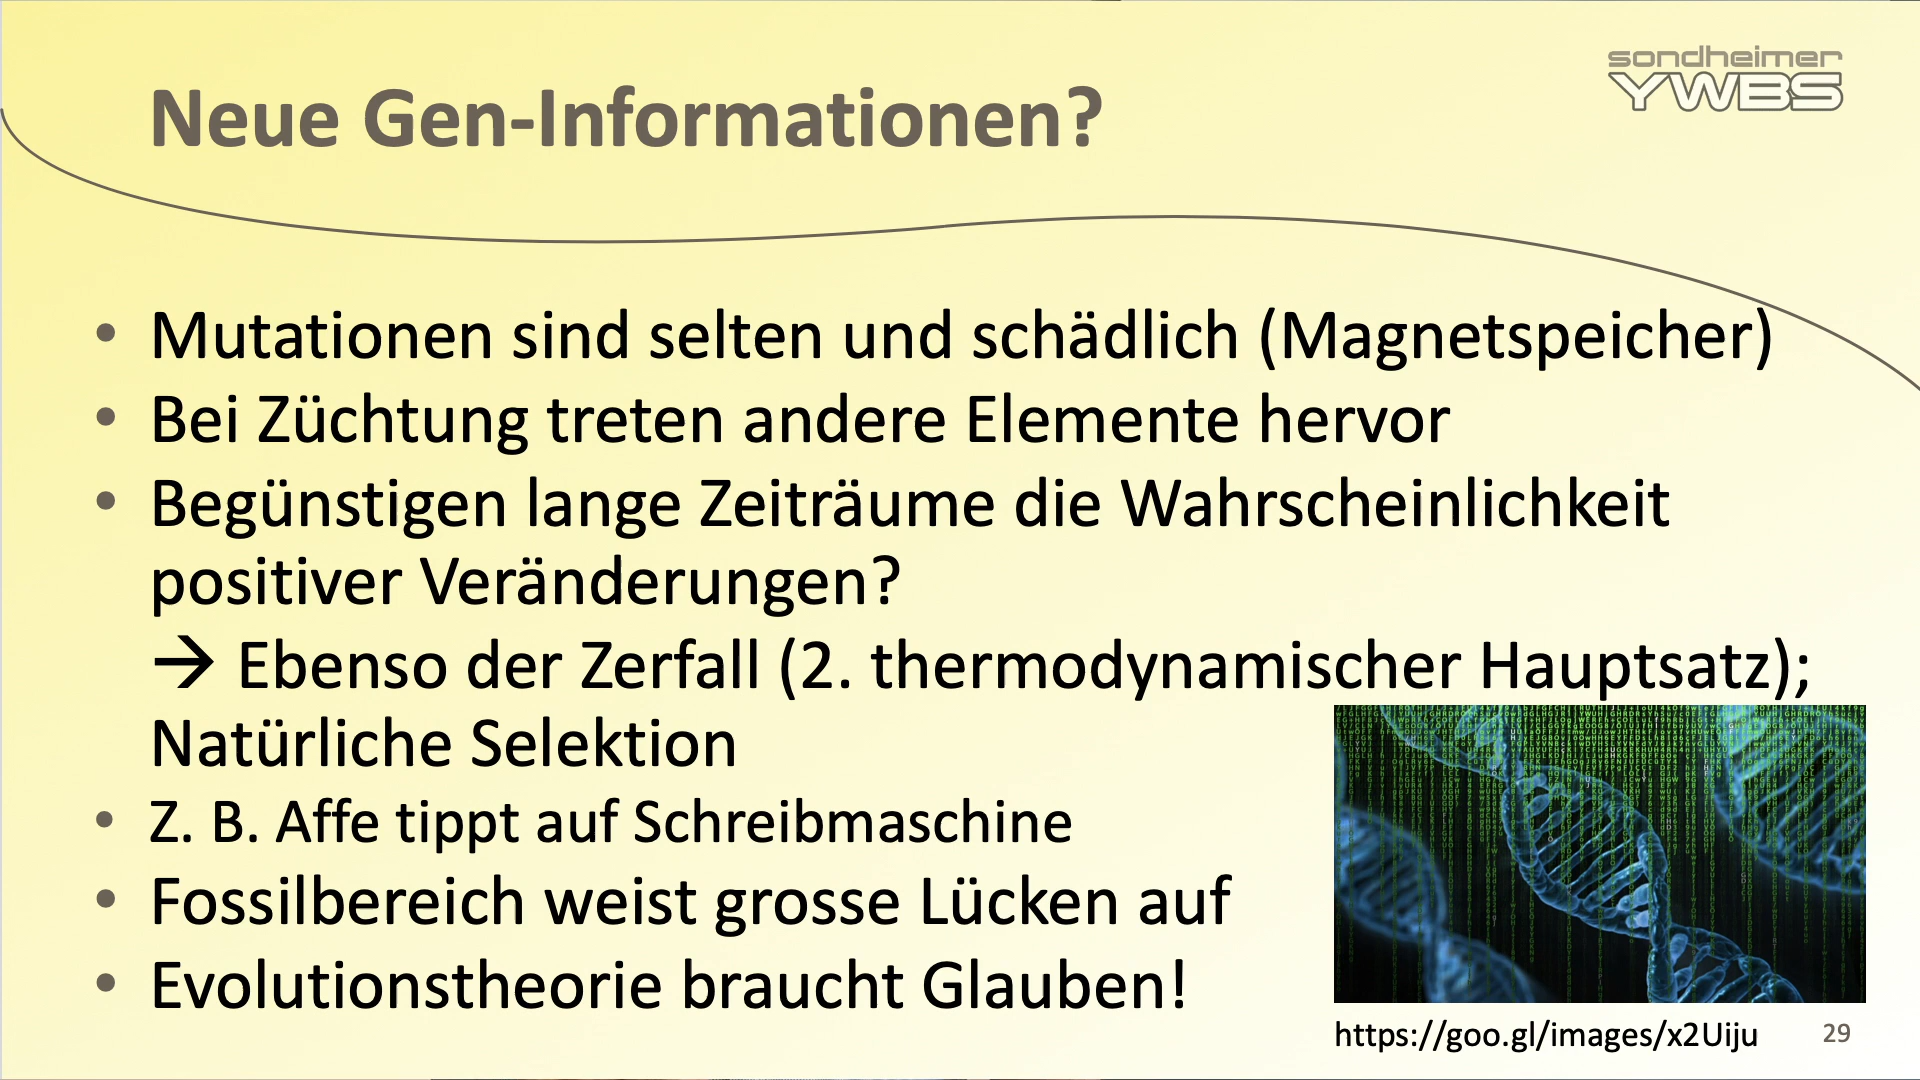 sondheimer
YWBS
Neue Gen-Informationen?
• Mutationen sind selten und schädlich (Magnetspeicher)
• Bei Züchtung treten andere Elemente hervor
• Begünstigen lange Zeiträume die Wahrscheinlichkeit
positiver Veränderungen?
→ Ebenso der Zerfall (2. thermodynamischer Hauptsatz);
Natürliche Selektion
• Z. B. Affe tippt auf Schreibmaschine
• Fossilbereich weist grosse Lücken auf
• Evolutionstheorie braucht Glauben!
https://goo.gl/images/x2Uiju
29